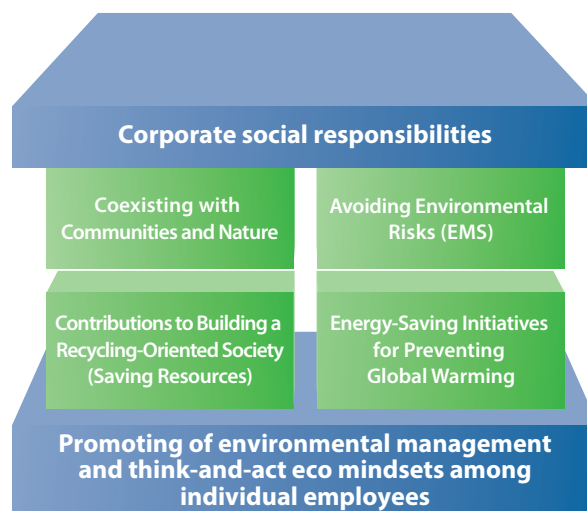 Corporate social responsibilities
Coexisting with
Communities and Nature
Avoiding Environmental
Risks (EMS)
Contributions to Building a
Recycling-Oriented Society
(Saving Resources)
Energy-Saving Initiatives
for Preventing
Global Warming
Promoting of environmental management
and think-and-act eco mindsets among
individual employees